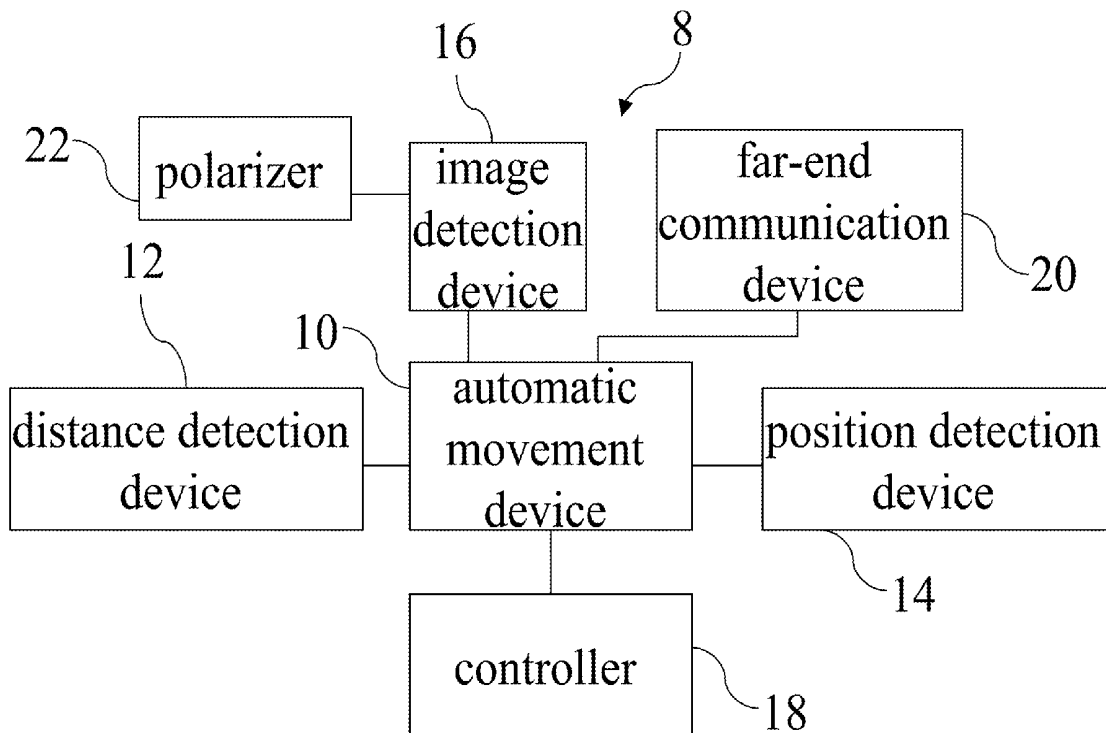 8
16
22
polarizer
image
detection
device
far-end
communication
device
20
12
10
distance detection
device
automatic
movement
device
position detection
device
14
controller
18